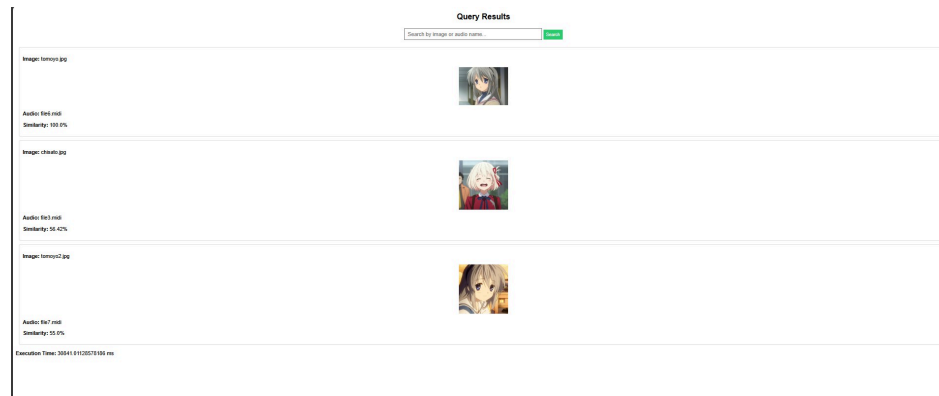 Query Results
Search by image or audio name...
Search
Image: tomoyo.jpg
Audio: file6.midi
Similarity: 100.0%
Image: chisato.jpg
Audio: file3.midi
Similarity: 56.42%
Image: tomoyo2.jpg
Audio: file7.midi
Similarity: 55.0%
Execution Time: 30841.01128578186 ms